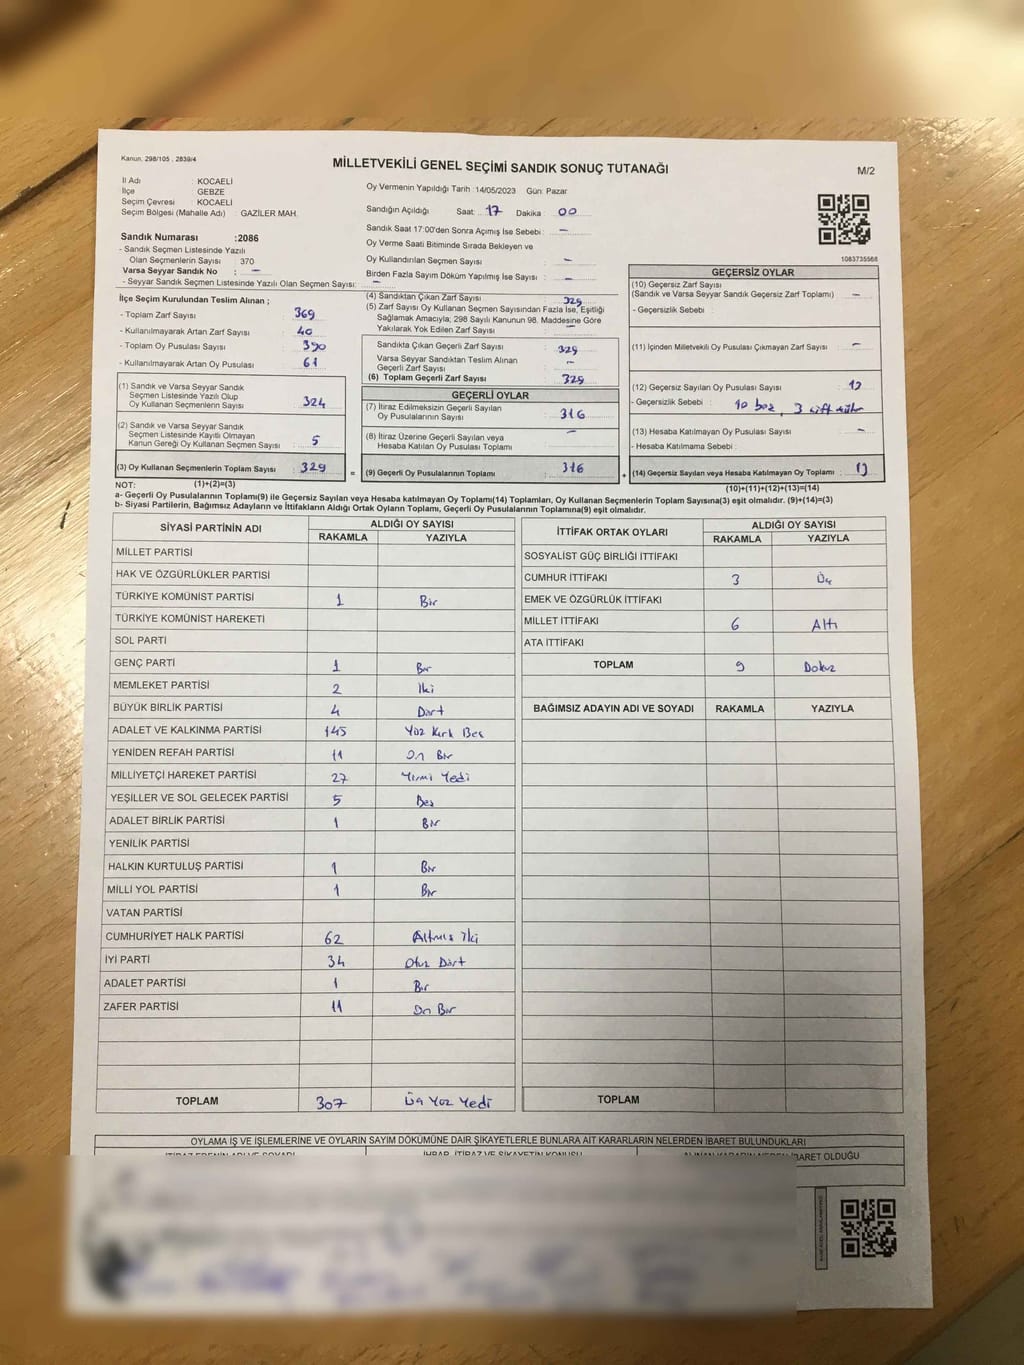 Kanun. 298/105 , 2839/4
MİLLETVEKİLİ GENEL SEÇİMİ SANDIK SONUÇ TUTANAĞI
M/2
İl Adı : KOCAELİ
İlçe : GEBZE
Seçim Çevresi : KOCAELİ
Seçim Bölgesi (Mahalle Adı) : GAZİLER MAH.
Oy Vermenin Yapıldığı Tarih :14/05/2023 Gün: Pazar
Sandığın Açıldığı Saat : 17 Dakika : 00
Sandık Saat 17:00'den Sonra Açımış İse Sebebi : –
Oy Verme Saati Bitiminde Sırada Bekleyen ve
Oy Kullandırılan Seçmen Sayısı : –
Birden Fazla Sayım Döküm Yapılmış İse Sayısı : –
1083735568
Sandık Numarası :2086
- Sandık Seçmen Listesinde Yazılı
Olan Seçmenlerin Sayısı 370
Varsa Seyyar Sandık No : –
- Seyyar Sandık Seçmen Listesinde Yazılı Olan Seçmen Sayısı: –
İlçe Seçim Kurulundan Teslim Alınan ;
- Toplam Zarf Sayısı : 369
- Kullanılmayarak Artan Zarf Sayısı : 40
- Toplam Oy Pusulası Sayısı : 390
- Kullanılmayarak Artan Oy Pusulası : 61
(1) Sandık ve Varsa Seyyar Sandık
Seçmen Listesinde Yazılı Olup
Oy Kullanan Seçmenlerin Sayısı : 324
(2) Sandık ve Varsa Seyyar Sandık
Seçmen Listesinde Kayıtlı Olmayan
Kanun Gereği Oy Kullanan Seçmen Sayısı : 5
(3) Oy Kullanan Seçmenlerin Toplam Sayısı : 329
(1)+(2)=(3)
(4) Sandıktan Çıkan Zarf Sayısı : 329
(5) Zarf Sayısı Oy Kullanan Seçmen Sayısından Fazla İse, Eşitliği
Sağlamak Amacıyla; 298 Sayılı Kanunun 98. Maddesine Göre
Yakılarak Yok Edilen Zarf Sayısı : –
Sandıkta Çıkan Geçerli Zarf Sayısı : 329
Varsa Seyyar Sandıktan Teslim Alınan
Geçerli Zarf Sayısı : –
(6) Toplam Geçerli Zarf Sayısı : 329
GEÇERLİ OYLAR
(7) İtiraz Edilmeksizin Geçerli Sayılan
Oy Pusulalarının Sayısı : 316
(8) İtiraz Üzerine Geçerli Sayılan veya
Hesaba Katılan Oy Pusulası Toplamı : –
= (9) Geçerli Oy Pusulalarının Toplamı : 316
GEÇERSİZ OYLAR
(10) Geçersiz Zarf Sayısı
(Sandık ve Varsa Seyyar Sandık Geçersiz Zarf Toplamı) : –
- Geçersizlik Sebebi :
(11) İçinden Milletvekili Oy Pusulası Çıkmayan Zarf Sayısı : –
(12) Geçersiz Sayılan Oy Pusulası Sayısı : 13
- Geçersizlik Sebebi : 10 boş, 3 çift mühür
(13) Hesaba Katılmayan Oy Pusulası Sayısı : –
- Hesaba Katılmama Sebebi :
+ (14) Geçersiz Sayılan veya Hesaba Katılmayan Oy Toplamı : 13
(10)+(11)+(12)+(13)=(14)
NOT:
a- Geçerli Oy Pusulalarının Toplamı(9) ile Geçersiz Sayılan veya Hesaba katılmayan Oy Toplamı(14) Toplamları, Oy Kullanan Seçmenlerin Toplam Sayısına(3) eşit olmalıdır. (9)+(14)=(3)
b- Siyasi Partilerin, Bağımsız Adayların ve İttifakların Aldığı Ortak Oyların Toplamı, Geçerli Oy Pusulalarının Toplamına(9) eşit olmalıdır.
SİYASİ PARTİNİN ADI ALDIĞI OY SAYISI
RAKAMLA YAZIYLA
MİLLET PARTİSİ
HAK VE ÖZGÜRLÜKLER PARTİSİ
TÜRKİYE KOMÜNİST PARTİSİ 1 Bir
TÜRKİYE KOMÜNİST HAREKETİ
SOL PARTİ
GENÇ PARTİ 1 Bir
MEMLEKET PARTİSİ 2 İki
BÜYÜK BİRLİK PARTİSİ 4 Dört
ADALET VE KALKINMA PARTİSİ 145 Yüz Kırk Beş
YENİDEN REFAH PARTİSİ 11 On Bir
MİLLİYETÇİ HAREKET PARTİSİ 27 Yirmi Yedi
YEŞİLLER VE SOL GELECEK PARTİSİ 5 Beş
ADALET BİRLİK PARTİSİ 1 Bir
YENİLİK PARTİSİ
HALKIN KURTULUŞ PARTİSİ 1 Bir
MİLLİ YOL PARTİSİ 1 Bir
VATAN PARTİSİ
CUMHURİYET HALK PARTİSİ 62 Altmış İki
İYİ PARTİ 34 Otuz Dört
ADALET PARTİSİ 1 Bir
ZAFER PARTİSİ 11 On Bir
TOPLAM 307 Üç Yüz Yedi
İTTİFAK ORTAK OYLARI ALDIĞI OY SAYISI
RAKAMLA YAZIYLA
SOSYALİST GÜÇ BİRLİĞİ İTTİFAKI
CUMHUR İTTİFAKI 3 Üç
EMEK VE ÖZGÜRLÜK İTTİFAKI
MİLLET İTTİFAKI 6 Altı
ATA İTTİFAKI
TOPLAM 9 Dokuz
BAĞIMSIZ ADAYIN ADI VE SOYADI RAKAMLA YAZIYLA
TOPLAM
OYLAMA İŞ VE İŞLEMLERİNE VE OYLARIN SAYIM DÖKÜMÜNE DAİR ŞİKAYETLERLE BUNLARA AİT KARARLARIN NELERDEN İBARET BULUNDUKLARI
İHBAR, İTİRAZ VE ŞİKAYETİN KONUSU
İBARET OLDUĞU